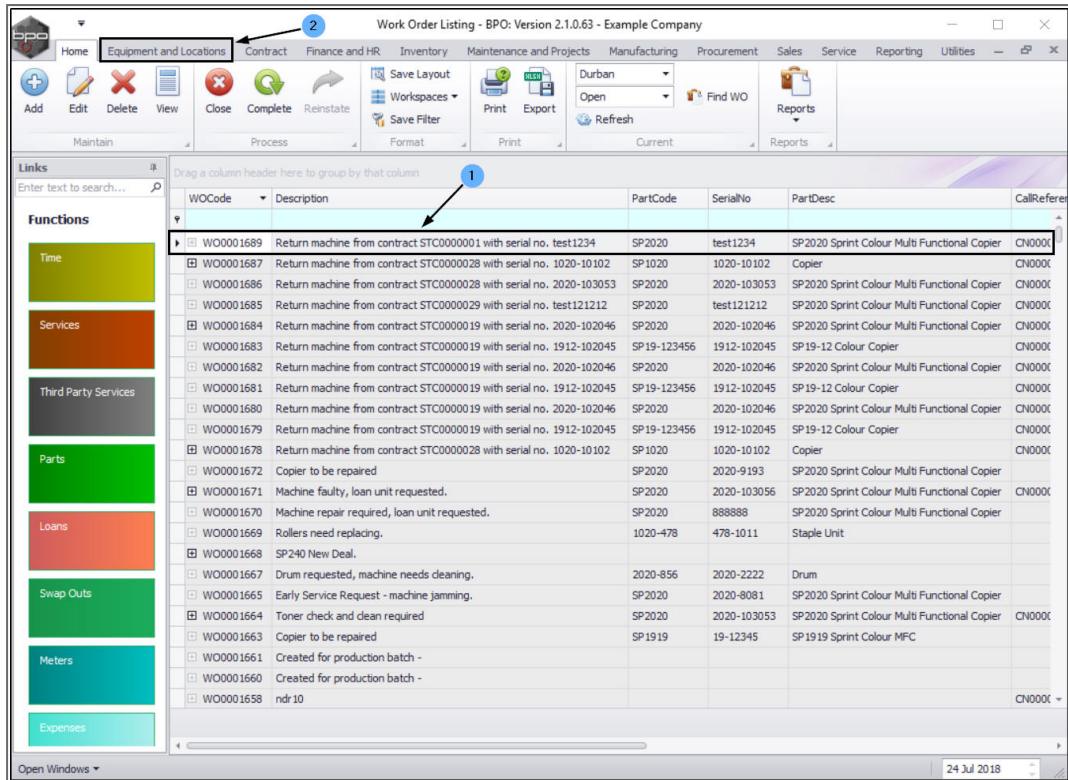 2
Work Order Listing - BPO: Version 2.1.0.63 - Example Company
bpo
Home Equipment and Locations Contract Finance and HR Inventory Maintenance and Projects Manufacturing Procurement Sales Service Reporting Utilities
Add Edit Delete View Close Complete Reinstate Save Layout Workspaces Save Filter Print Export Durban Open Refresh Find WO Reports
Maintain Process Format Print Current Reports
Links
Enter text to search...
Functions
Time
Services
Third Party Services
Parts
Loans
Swap Outs
Meters
Expenses
Drag a column header here to group by that column
1
WOCode Description PartCode SerialNo PartDesc CallReferen
WO0001689 Return machine from contract STC0000001 with serial no. test1234 SP2020 test1234 SP2020 Sprint Colour Multi Functional Copier CN0000
WO0001687 Return machine from contract STC0000028 with serial no. 1020-10102 SP1020 1020-10102 Copier CN0000
WO0001686 Return machine from contract STC0000028 with serial no. 2020-103053 SP2020 2020-103053 SP2020 Sprint Colour Multi Functional Copier CN0000
WO0001685 Return machine from contract STC0000029 with serial no. test121212 SP2020 test121212 SP2020 Sprint Colour Multi Functional Copier CN0000
WO0001684 Return machine from contract STC0000019 with serial no. 2020-102046 SP2020 2020-102046 SP2020 Sprint Colour Multi Functional Copier CN0000
WO0001683 Return machine from contract STC0000019 with serial no. 1912-102045 SP19-123456 1912-102045 SP19-12 Colour Copier CN0000
WO0001682 Return machine from contract STC0000019 with serial no. 2020-102046 SP2020 2020-102046 SP2020 Sprint Colour Multi Functional Copier CN0000
WO0001681 Return machine from contract STC0000019 with serial no. 1912-102045 SP19-123456 1912-102045 SP19-12 Colour Copier CN0000
WO0001680 Return machine from contract STC0000019 with serial no. 2020-102046 SP2020 2020-102046 SP2020 Sprint Colour Multi Functional Copier CN0000
WO0001679 Return machine from contract STC0000019 with serial no. 1912-102045 SP19-123456 1912-102045 SP19-12 Colour Copier CN0000
WO0001678 Return machine from contract STC0000028 with serial no. 1020-10102 SP1020 1020-10102 Copier CN0000
WO0001672 Copier to be repaired SP2020 2020-9193 SP2020 Sprint Colour Multi Functional Copier
WO0001671 Machine faulty, loan unit requested. SP2020 2020-103056 SP2020 Sprint Colour Multi Functional Copier CN0000
WO0001670 Machine repair required, loan unit requested. SP2020 888888 SP2020 Sprint Colour Multi Functional Copier
WO0001669 Rollers need replacing. 1020-478 478-1011 Staple Unit
WO0001668 SP240 New Deal.
WO0001667 Drum requested, machine needs cleaning. 2020-856 2020-2222 Drum
WO0001665 Early Service Request - machine jamming. SP2020 2020-8081 SP2020 Sprint Colour Multi Functional Copier
WO0001664 Toner check and clean required SP2020 2020-103053 SP2020 Sprint Colour Multi Functional Copier CN0000
WO0001663 Copier to be repaired SP1919 19-12345 SP1919 Sprint Colour MFC
WO0001661 Created for production batch -
WO0001660 Created for production batch -
WO0001658 ndr10 CN0000
Open Windows 24 Jul 2018